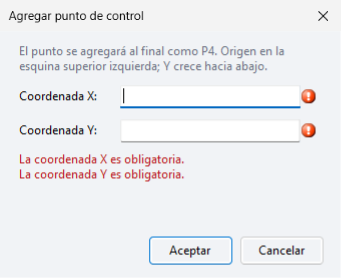 Agregar punto de control
El punto se agregará al final como P4. Origen en la
esquina superior izquierda; Y crece hacia abajo.
Coordenada X:
Coordenada Y:
La coordenada X es obligatoria.
La coordenada Y es obligatoria.
Aceptar Cancelar